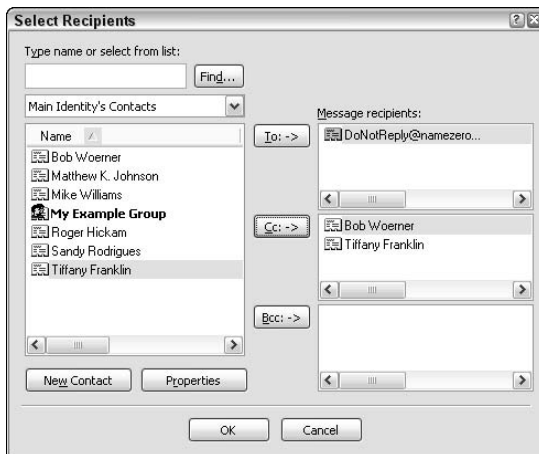 Select Recipients
Type name or select from list:
Find...
Main Identity's Contacts
Name
Bob Woerner
Matthew K. Johnson
Mike Williams
My Example Group
Roger Hickam
Sandy Rodrigues
Tiffany Franklin
New Contact
Properties
To: ->
Cc: ->
Bcc: ->
Message recipients:
DoNotReply@namezero...
Bob Woerner
Tiffany Franklin
OK
Cancel